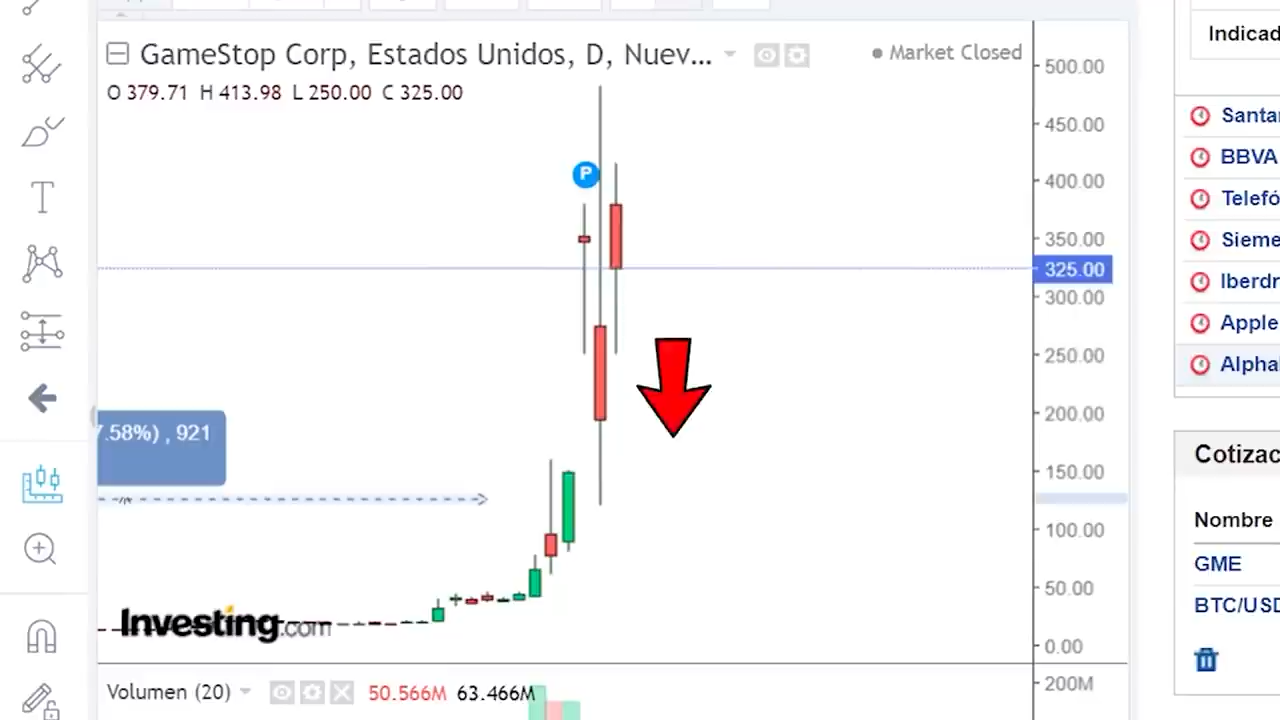 GameStop Corp, Estados Unidos, D, Nuev...
Market Closed
O 379.71 H 413.98 L 250.00 C 325.00
P
500.00
450.00
400.00
350.00
325.00
300.00
250.00
200.00
150.00
100.00
50.00
0.00
7.58%) , 921
Investing.com
Volumen (20)
50.566M 63.466M
200M
T
Indicad
Santa
BBVA
Telefó
Sieme
Iberdr
Apple
Alpha
Cotizac
Nombre
GME
BTC/USD